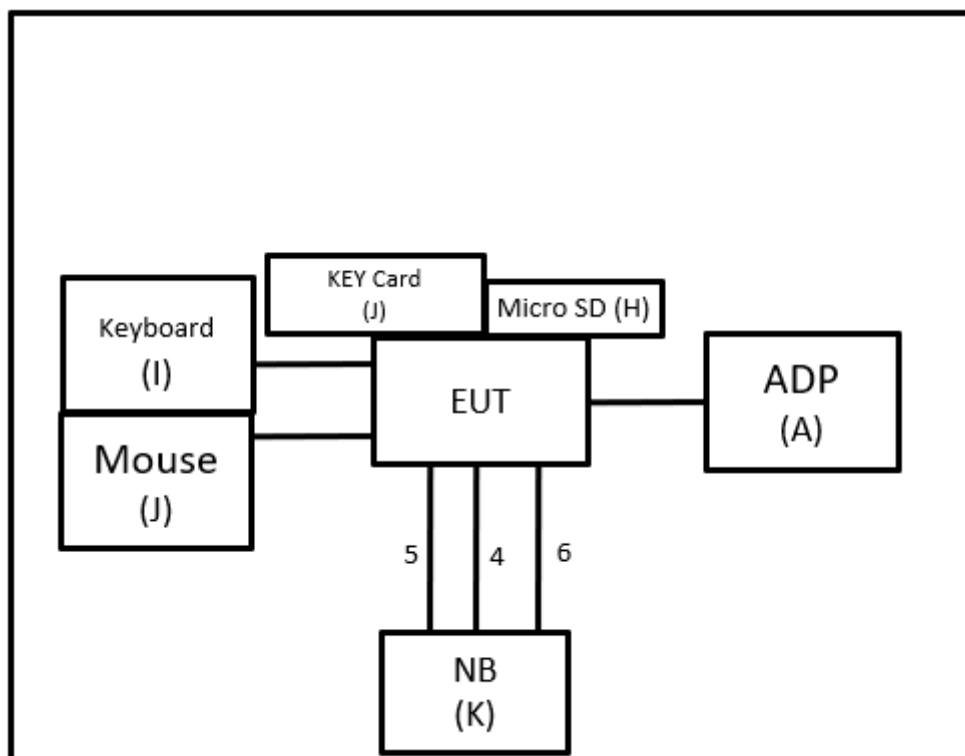 KEY Card
(J)
Micro SD (H)
Keyboard
(I)
EUT
ADP
(A)
Mouse
(J)
5
4
6
NB
(K)